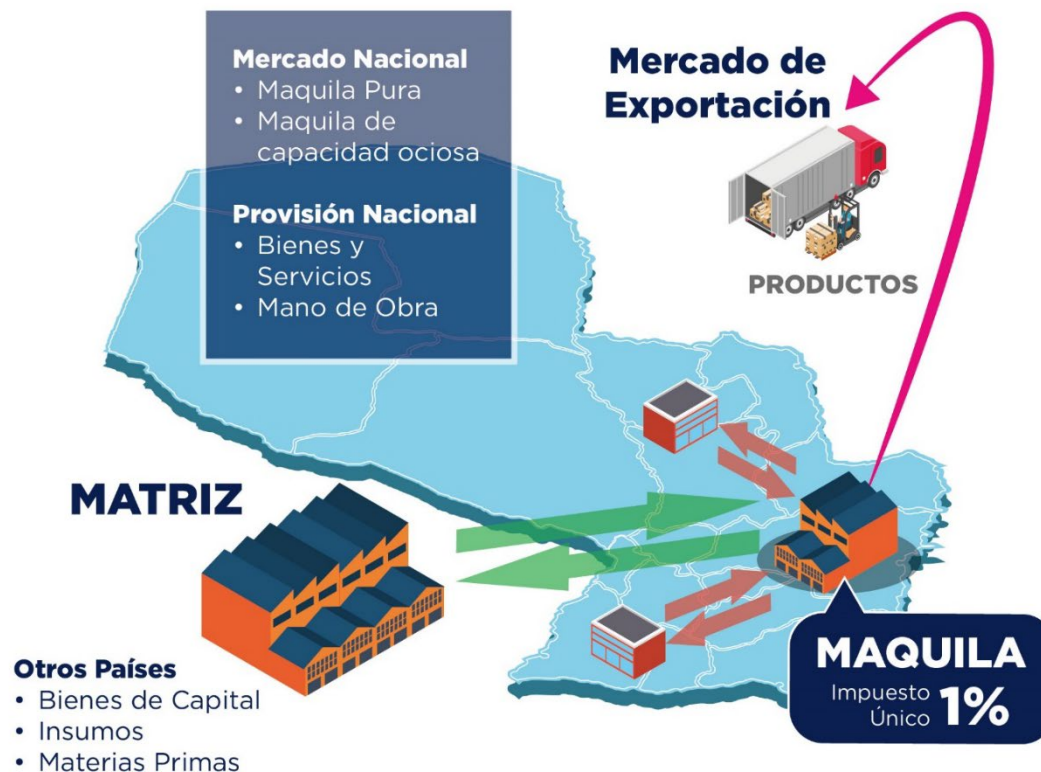 Mercado Nacional
• Maquila Pura
• Maquila de
capacidad ociosa
Provisión Nacional
• Bienes y
Servicios
• Mano de Obra
Mercado de
Exportación
PRODUCTOS
MATRIZ
Otros Países
• Bienes de Capital
• Insumos
• Materias Primas
MAQUILA
Impuesto
Único 1%